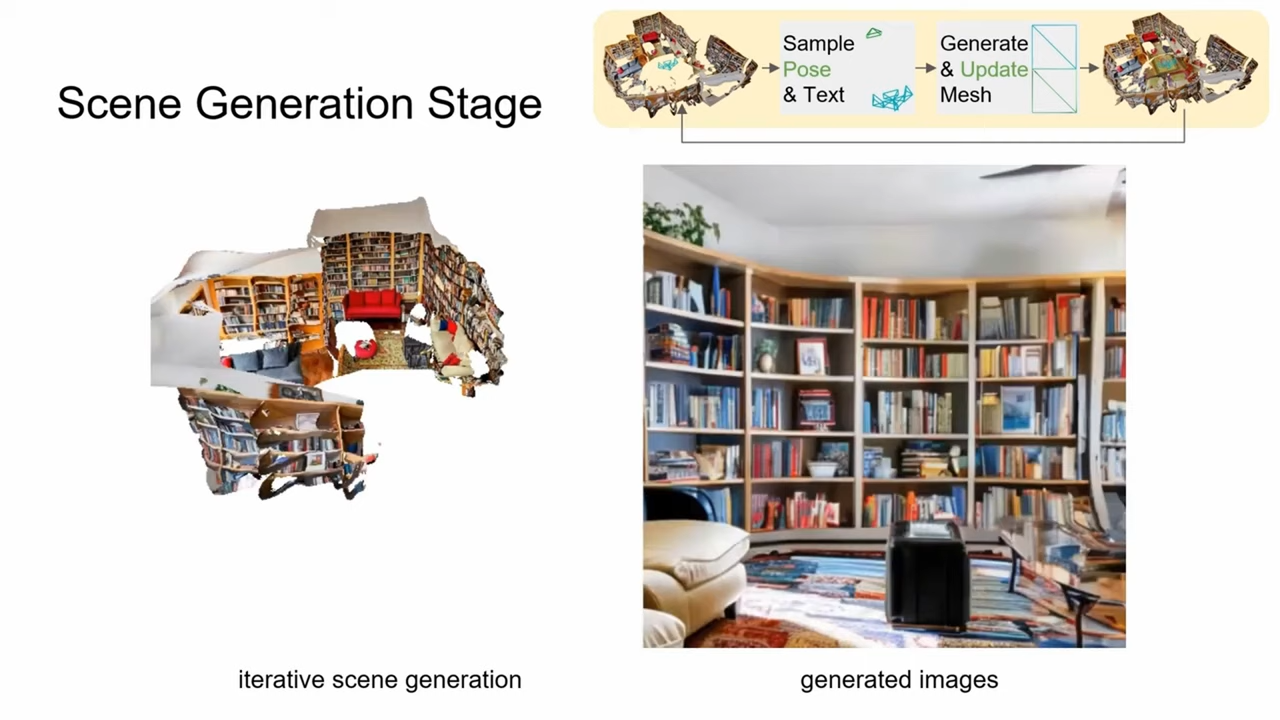 Scene Generation Stage
Sample
Pose
& Text
Generate
& Update
Mesh
iterative scene generation
generated images